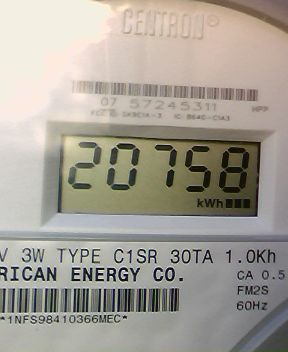 CENTRON®
07 57245311
HPP
20758
kWh
V 3W TYPE C1SR 30TA 1.0Kh
RICAN ENERGY CO.
CA 0.5
FM2S
60Hz
*1NFS98410366MEC*